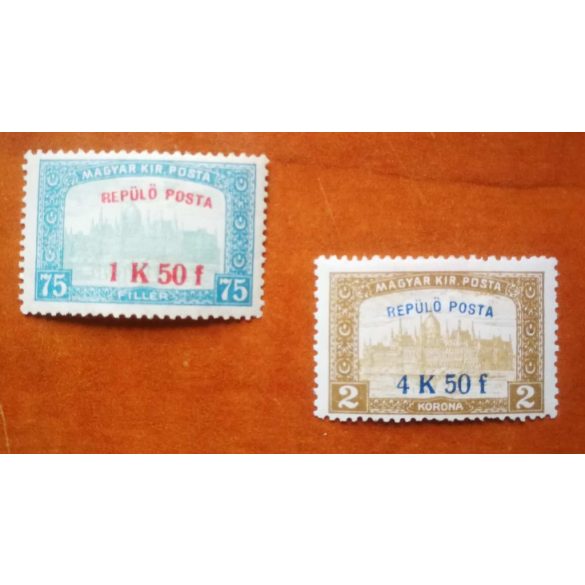 MAGYAR KIR. POSTA
REPÜLŐ POSTA
1 K 50 f
75 FILLÉR 75
MAGYAR KIR. POSTA
REPÜLŐ POSTA
4 K 50 f
2 KORONA 2